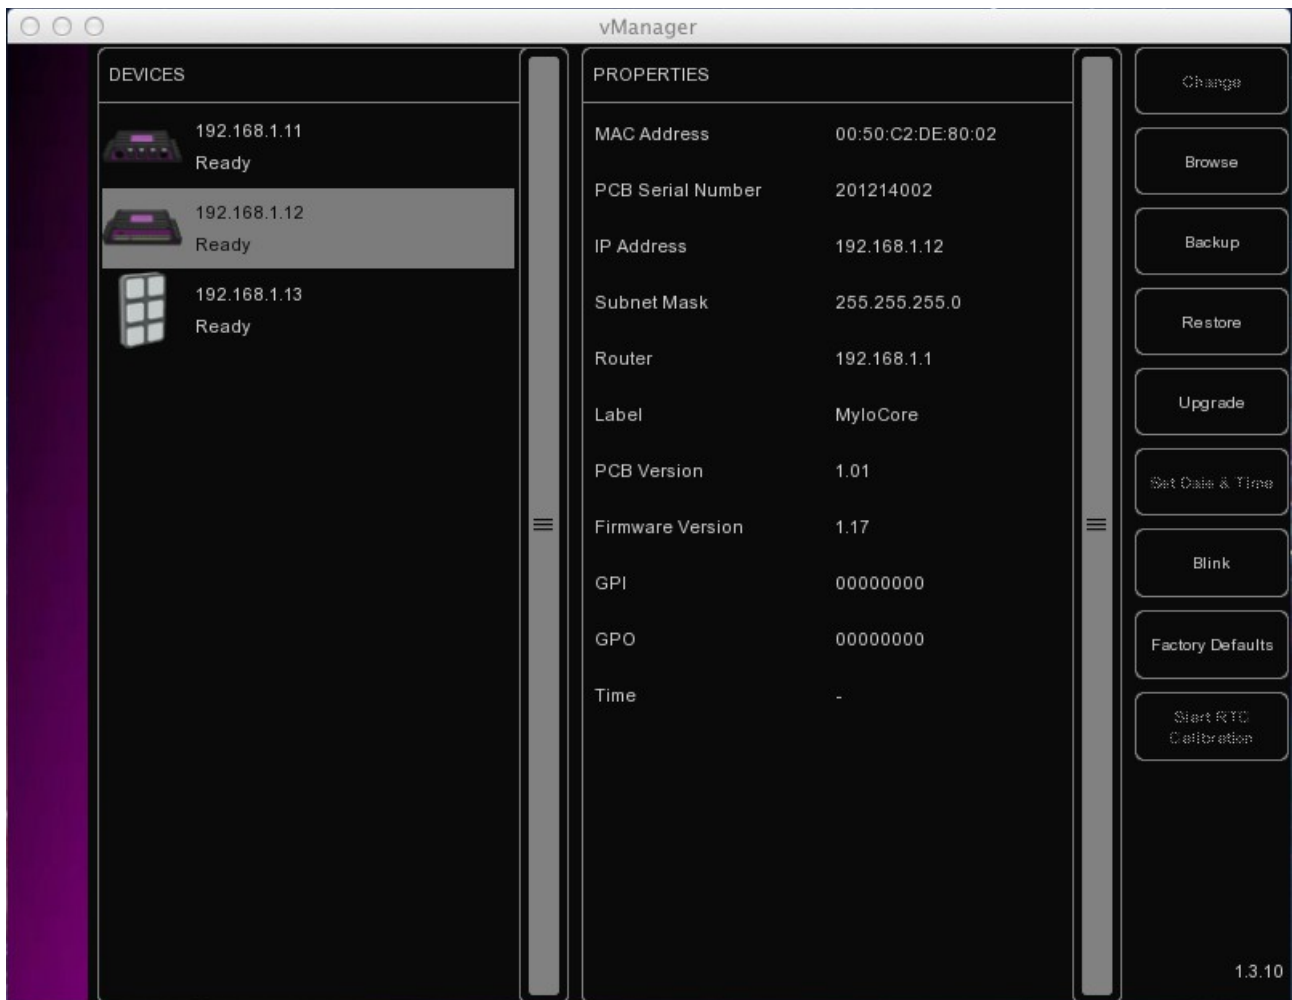 vManager
DEVICES
192.168.1.11
Ready
192.168.1.12
Ready
192.168.1.13
Ready
PROPERTIES
MAC Address 00:50:C2:DE:80:02
PCB Serial Number 201214002
IP Address 192.168.1.12
Subnet Mask 255.255.255.0
Router 192.168.1.1
Label MyIoCore
PCB Version 1.01
Firmware Version 1.17
GPI 00000000
GPO 00000000
Time -
Change
Browse
Backup
Restore
Upgrade
Set Date & Time
Blink
Factory Defaults
Start RTC
Calibration
1.3.10